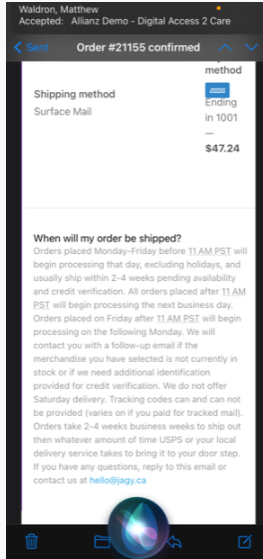 Waldron, Matthew
Accepted: Allianz Demo - Digital Access 2 Care
Sent
Order #21155 confirmed
method
Shipping method
Surface Mail
Ending
in 1001
—
$47.24
When will my order be shipped?
Orders placed Monday-Friday before 11 AM PST will
begin processing that day, excluding holidays, and
usually ship within 2-4 weeks pending availability
and credit verification. All orders placed after 11 AM
PST will begin processing the next business day.
Orders placed on Friday after 11 AM PST will begin
processing on the following Monday. We will
contact you with a follow-up email if the
merchandise you have selected is not currently in
stock or if we need additional identification
provided for credit verification. We do not offer
Saturday delivery. Tracking codes can and can not
be provided (varies on if you paid for tracked mail).
Orders take 2-4 weeks business weeks to ship out
then whatever amount of time USPS or your local
delivery service takes to bring it to your door step.
If you have any questions, reply to this email or
contact us at hello@jagy.ca